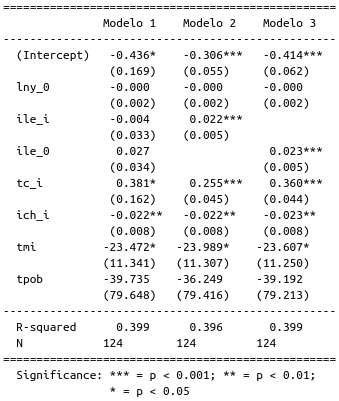 ================================================
Modelo 1 Modelo 2 Modelo 3
------------------------------------------------
(Intercept) -0.436* -0.306*** -0.414***
(0.169) (0.055) (0.062)
lny_0 -0.000 -0.000 -0.000
(0.002) (0.002) (0.002)
ile_i -0.004 0.022***
(0.033) (0.005)
ile_0 0.027 0.023***
(0.034) (0.005)
tc_i 0.381* 0.255*** 0.360***
(0.162) (0.045) (0.044)
ich_i -0.022** -0.022** -0.023**
(0.008) (0.008) (0.008)
tmi -23.472* -23.989* -23.607*
(11.341) (11.307) (11.250)
tpob -39.735 -36.249 -39.192
(79.648) (79.416) (79.213)
------------------------------------------------
R-squared 0.399 0.396 0.399
N 124 124 124
================================================
Significance: *** = p < 0.001; ** = p < 0.01;
* = p < 0.05